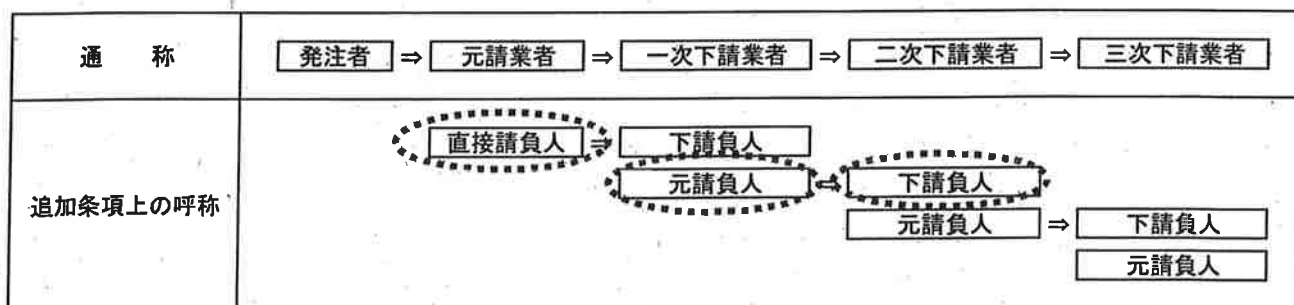 通　称
発注者 ⇒ 元請業者 ⇒ 一次下請業者 ⇒ 二次下請業者 ⇒ 三次下請業者
追加条項上の呼称
直接請負人 ⇒ 下請負人
元請負人 ⇒ 下請負人
元請負人 ⇒ 下請負人
元請負人